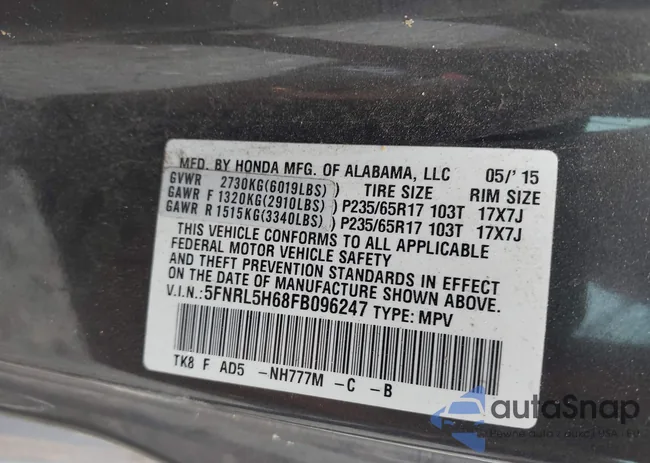 MFD. BY HONDA MFG. OF ALABAMA, LLC 05/'15
GVWR 2730KG(6019LBS) TIRE SIZE RIM SIZE
GAWR F 1320KG(2910LBS) P235/65R17 103T 17X7J
GAWR R 1515KG(3340LBS) P235/65R17 103T 17X7J
THIS VEHICLE CONFORMS TO ALL APPLICABLE
FEDERAL MOTOR VEHICLE SAFETY
AND THEFT PREVENTION STANDARDS IN EFFECT
ON THE DATE OF MANUFACTURE SHOWN ABOVE.
V.I.N.:5FNRL5H68FB096247 TYPE: MPV
TK8 F AD5 -NH777M -C -B
autoSnap